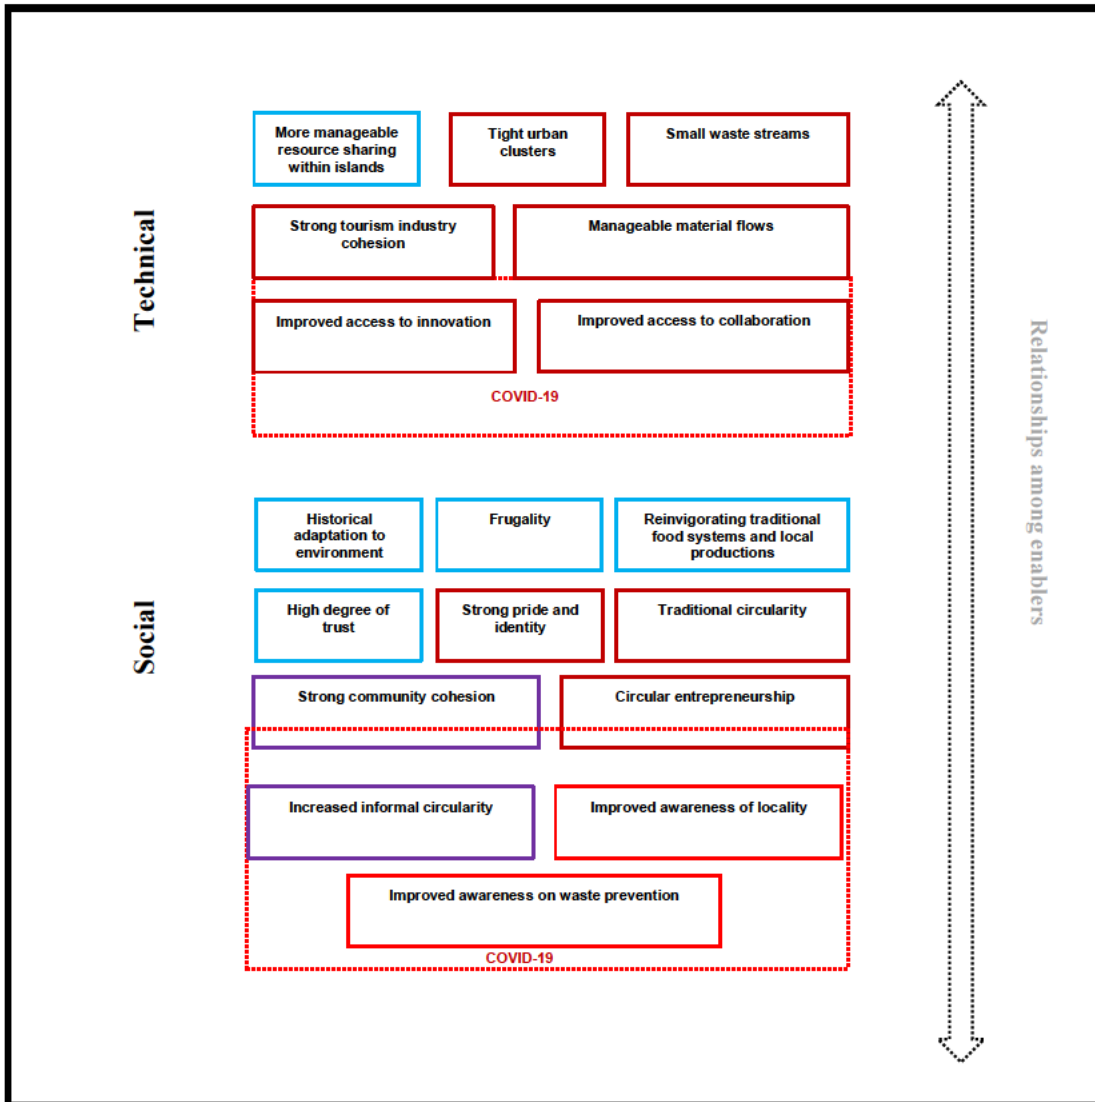 Technical
More manageable
resource sharing
within islands
Tight urban
clusters
Small waste streams
Strong tourism industry
cohesion
Manageable material flows
Improved access to innovation
Improved access to collaboration
COVID-19
Social
Historical
adaptation to
environment
Frugality
Reinvigorating traditional
food systems and local
productions
High degree of
trust
Strong pride and
identity
Traditional circularity
Strong community cohesion
Circular entrepreneurship
Increased informal circularity
Improved awareness of locality
Improved awareness on waste prevention
COVID-19
Relationships among enablers